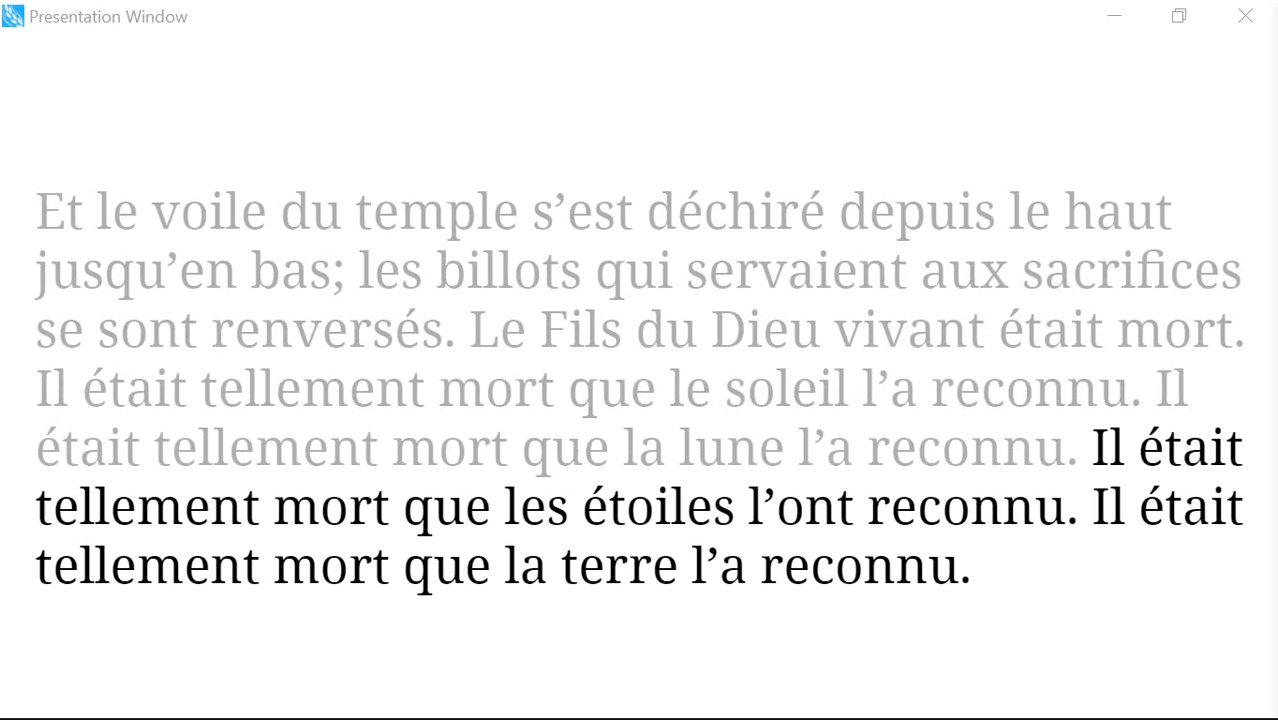 Presentation Window
Et le voile du temple s’est déchiré depuis le haut
jusqu’en bas; les billots qui servaient aux sacrifices
se sont renversés. Le Fils du Dieu vivant était mort.
Il était tellement mort que le soleil l’a reconnu. Il
était tellement mort que la lune l’a reconnu. Il était
tellement mort que les étoiles l’ont reconnu. Il était
tellement mort que la terre l’a reconnu.